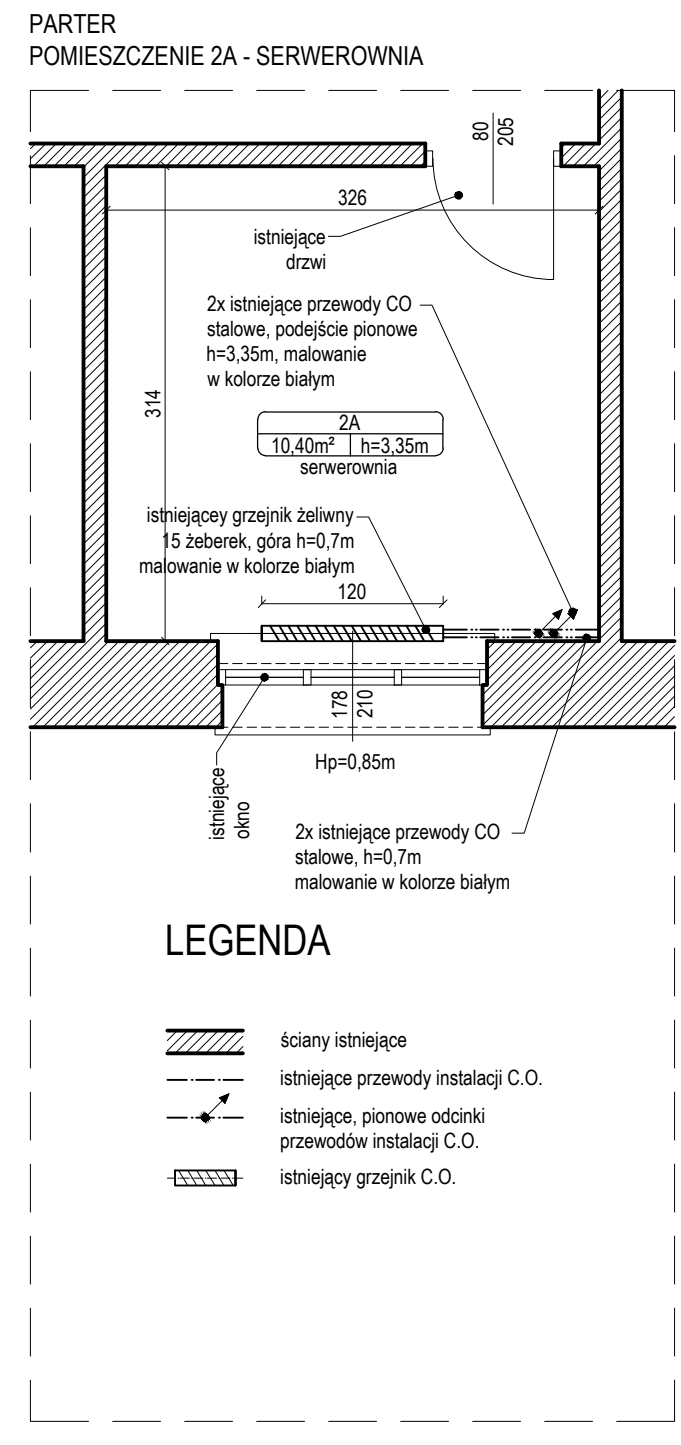 PARTER
POMIESZCZENIE 2A - SERWEROWNIA
80
205
326
istniejące
drzwi
2x istniejące przewody CO
stalowe, podejście pionowe
h=3,35m, malowanie
w kolorze białym
314
2A
10,40m² h=3,35m
serwerownia
istniejącey grzejnik żeliwny
15 żeberek, góra h=0,7m
malowanie w kolorze białym
120
178
210
Hp=0,85m
istniejące
okno
2x istniejące przewody CO
stalowe, h=0,7m
malowanie w kolorze białym
LEGENDA
ściany istniejące
istniejące przewody instalacji C.O.
istniejące, pionowe odcinki
przewodów instalacji C.O.
istniejący grzejnik C.O.